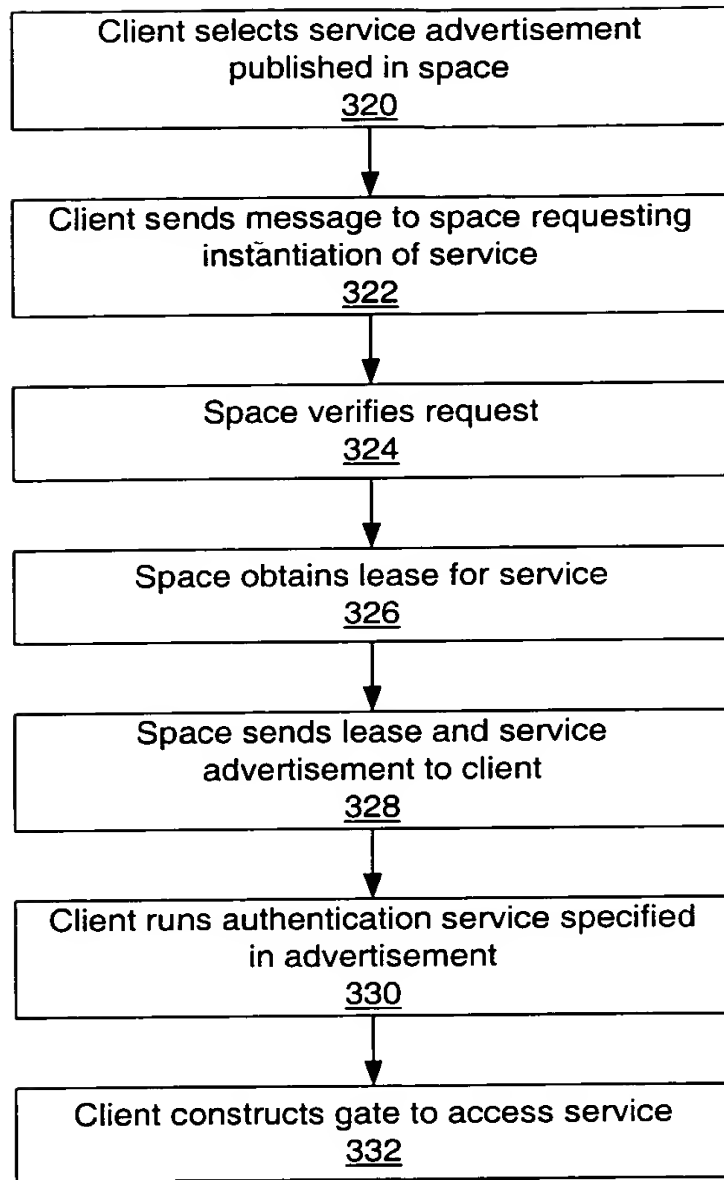 Client selects service advertisement
published in space
320
Client sends message to space requesting
instantiation of service
322
Space verifies request
324
Space obtains lease for service
326
Space sends lease and service
advertisement to client
328
Client runs authentication service specified
in advertisement
330
Client constructs gate to access service
332